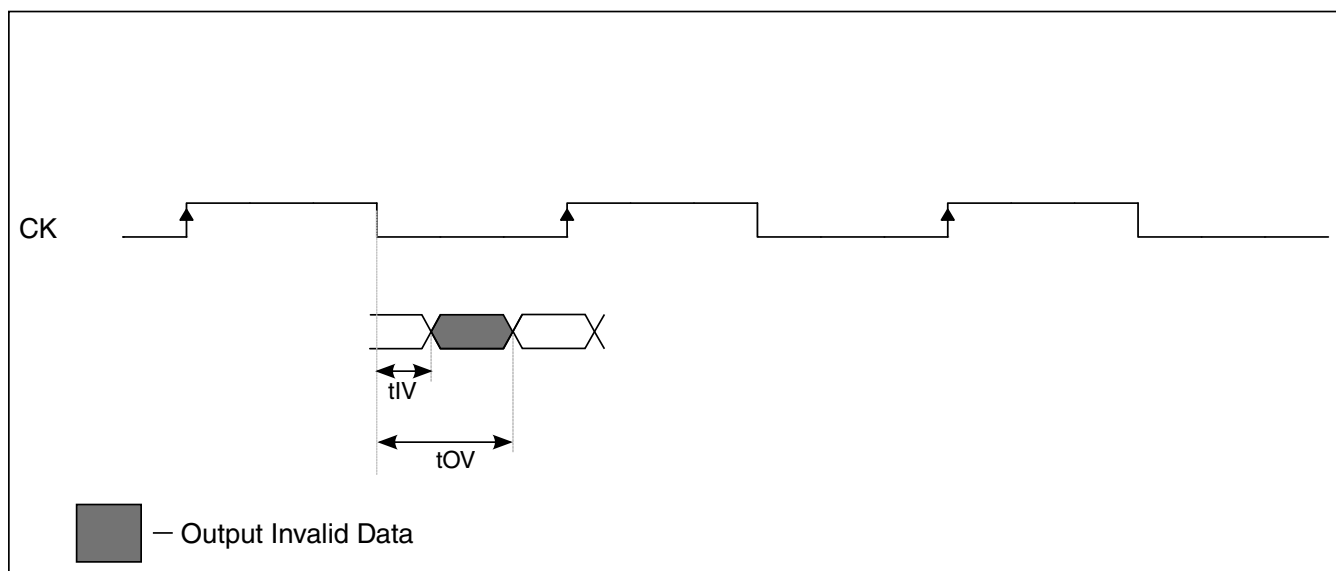 CK
tIV
tOV
— Output Invalid Data